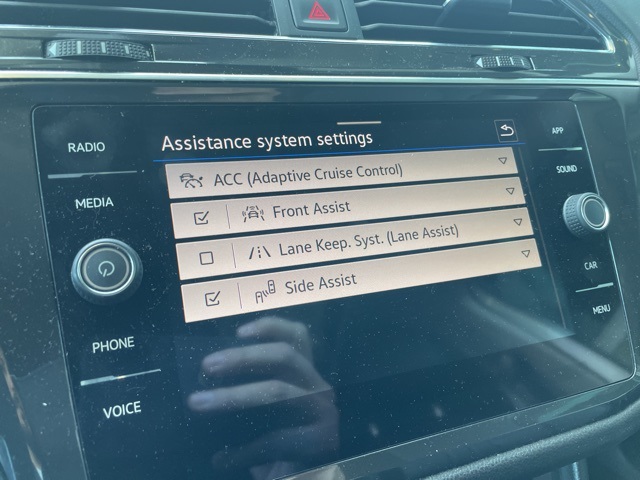 Assistance system settings
ACC (Adaptive Cruise Control)
Front Assist
Lane Keep. Syst. (Lane Assist)
Side Assist
RADIO
MEDIA
PHONE
VOICE
APP
SOUND
CAR
MENU